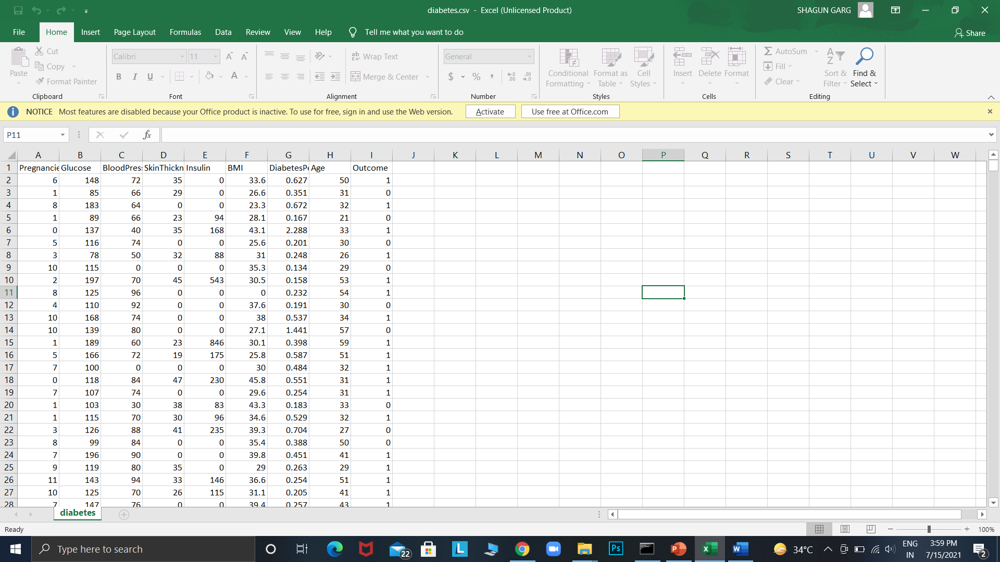 diabetes.csv - Excel (Unlicensed Product)
SHAGUN GARG
File Home Insert Page Layout Formulas Data Review View Help Tell me what you want to do Share
Paste Cut Copy Format Painter Clipboard
Calibri 11 B I U A Font
Wrap Text Merge & Center Alignment
General $ % , Number
Conditional Formatting Format as Table Cell Styles Styles
Insert Delete Format Cells
AutoSum Fill Clear Sort & Filter Find & Select Editing
NOTICE Most features are disabled because your Office product is inactive. To use for free, sign in and use the Web version. Activate Use free at Office.com
P11 fx
A B C D E F G H I J K L M N O P Q R S T U V W
1 Pregnancie Glucose BloodPres SkinThickn Insulin BMI DiabetesPe Age Outcome
2 6 148 72 35 0 33.6 0.627 50 1
3 1 85 66 29 0 26.6 0.351 31 0
4 8 183 64 0 0 23.3 0.672 32 1
5 1 89 66 23 94 28.1 0.167 21 0
6 0 137 40 35 168 43.1 2.288 33 1
7 5 116 74 0 0 25.6 0.201 30 0
8 3 78 50 32 88 31 0.248 26 1
9 10 115 0 0 0 35.3 0.134 29 0
10 2 197 70 45 543 30.5 0.158 53 1
11 8 125 96 0 0 0 0.232 54 1
12 4 110 92 0 0 37.6 0.191 30 0
13 10 168 74 0 0 38 0.537 34 1
14 10 139 80 0 0 27.1 1.441 57 0
15 1 189 60 23 846 30.1 0.398 59 1
16 5 166 72 19 175 25.8 0.587 51 1
17 7 100 0 0 0 30 0.484 32 1
18 0 118 84 47 230 45.8 0.551 31 1
19 7 107 74 0 0 29.6 0.254 31 1
20 1 103 30 38 83 43.3 0.183 33 0
21 1 115 70 30 96 34.6 0.529 32 1
22 3 126 88 41 235 39.3 0.704 27 0
23 8 99 84 0 0 35.4 0.388 50 0
24 7 196 90 0 0 39.8 0.451 41 1
25 9 119 80 35 0 29 0.263 29 1
26 11 143 94 33 146 36.6 0.254 51 1
27 10 125 70 26 115 31.1 0.205 41 1
28 7 147 76 0 0 39.4 0.257 43 1
diabetes
Ready 100%
Type here to search 22 L Ps P X W 34°C ENG IN 3:59 PM 7/15/2021 2